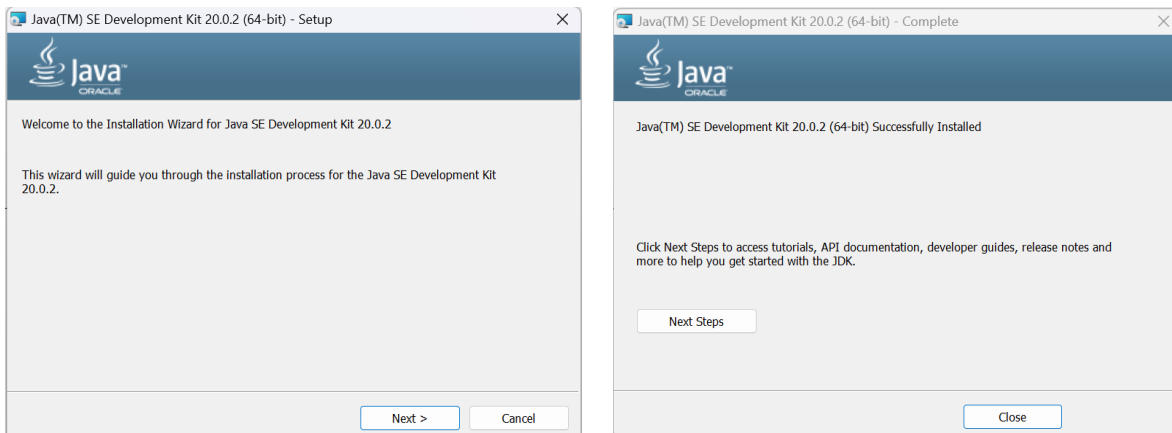 Java(TM) SE Development Kit 20.0.2 (64-bit) - Setup
Java™
ORACLE
Welcome to the Installation Wizard for Java SE Development Kit 20.0.2
This wizard will guide you through the installation process for the Java SE Development Kit
20.0.2.
Next >
Cancel
Java(TM) SE Development Kit 20.0.2 (64-bit) - Complete
Java™
ORACLE
Java(TM) SE Development Kit 20.0.2 (64-bit) Successfully Installed
Click Next Steps to access tutorials, API documentation, developer guides, release notes and
more to help you get started with the JDK.
Next Steps
Close